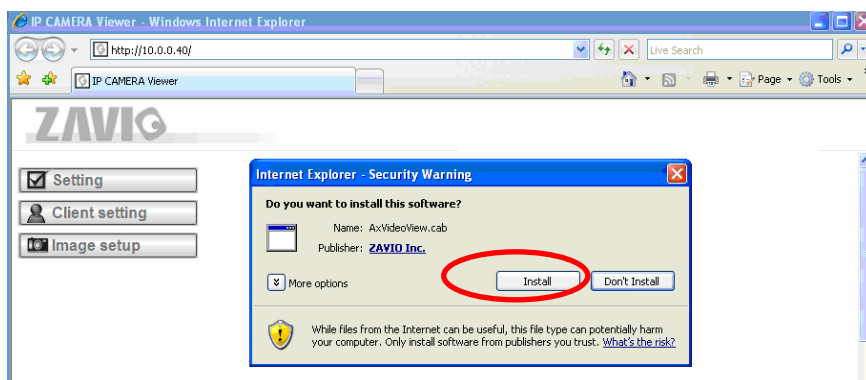 IP CAMERA Viewer - Windows Internet Explorer
http://10.0.0.40/
Live Search
IP CAMERA Viewer
Page
Tools
ZAVIO
Setting
Client setting
Image setup
Internet Explorer - Security Warning
Do you want to install this software?
Name: AxVideoView.cab
Publisher: ZAVIO Inc.
More options
Install
Don't Install
While files from the Internet can be useful, this file type can potentially harm
your computer. Only install software from publishers you trust. What's the risk?